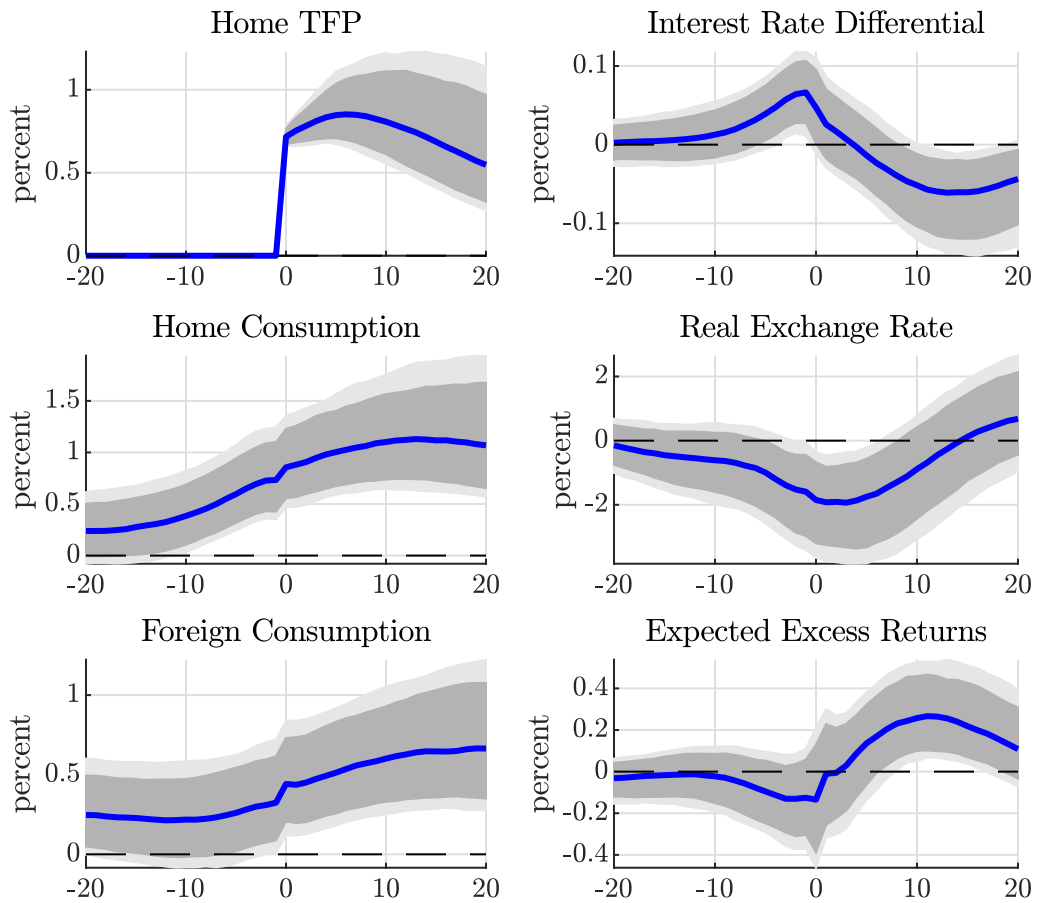 Home TFP
percent
1
0.5
0
-20 -10 0 10 20
Interest Rate Differential
percent
0.1
0
-0.1
-20 -10 0 10 20
Home Consumption
percent
1.5
1
0.5
0
-20 -10 0 10 20
Real Exchange Rate
percent
2
0
-2
-20 -10 0 10 20
Foreign Consumption
percent
1
0.5
0
-20 -10 0 10 20
Expected Excess Returns
percent
0.4
0.2
0
-0.2
-0.4
-20 -10 0 10 20